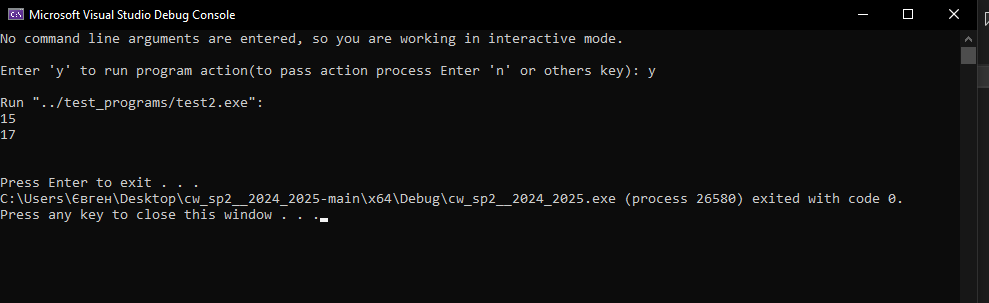 Microsoft Visual Studio Debug Console
No command line arguments are entered, so you are working in interactive mode.
Enter 'y' to run program action(to pass action process Enter 'n' or others key): y
Run "../test_programs/test2.exe":
15
17
Press Enter to exit . . .
C:\Users\Євген\Desktop\cw_sp2__2024_2025-main\x64\Debug\cw_sp2__2024_2025.exe (process 26580) exited with code 0.
Press any key to close this window . . .